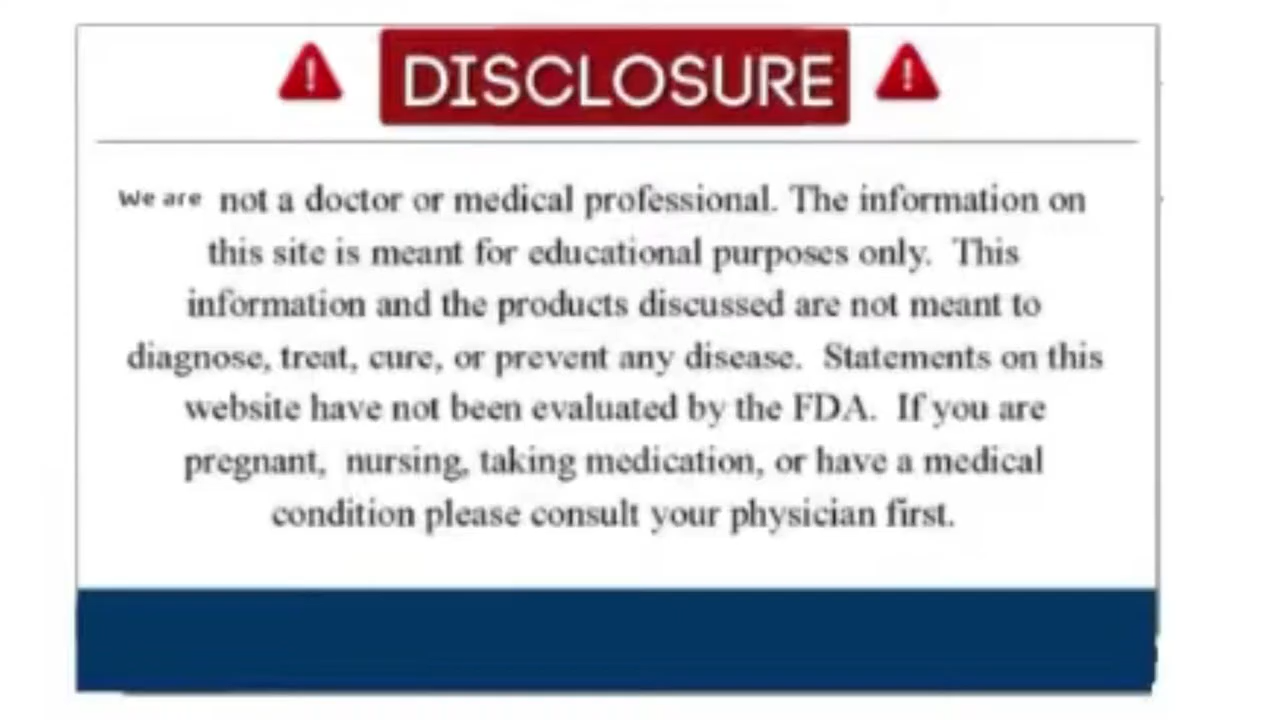 DISCLOSURE
We are not a doctor or medical professional. The information on
this site is meant for educational purposes only. This
information and the products discussed are not meant to
diagnose, treat, cure, or prevent any disease. Statements on this
website have not been evaluated by the FDA. If you are
pregnant, nursing, taking medication, or have a medical
condition please consult your physician first.